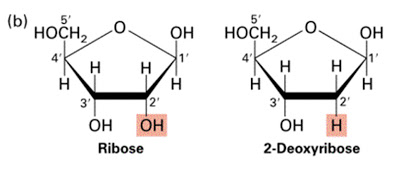 (b)
5'
HOCH2 O OH
4' 1'
H H H H
3' 2'
OH OH
Ribose
5'
HOCH2 O OH
4' 1'
H H H H
3' 2'
OH H
2-Deoxyribose